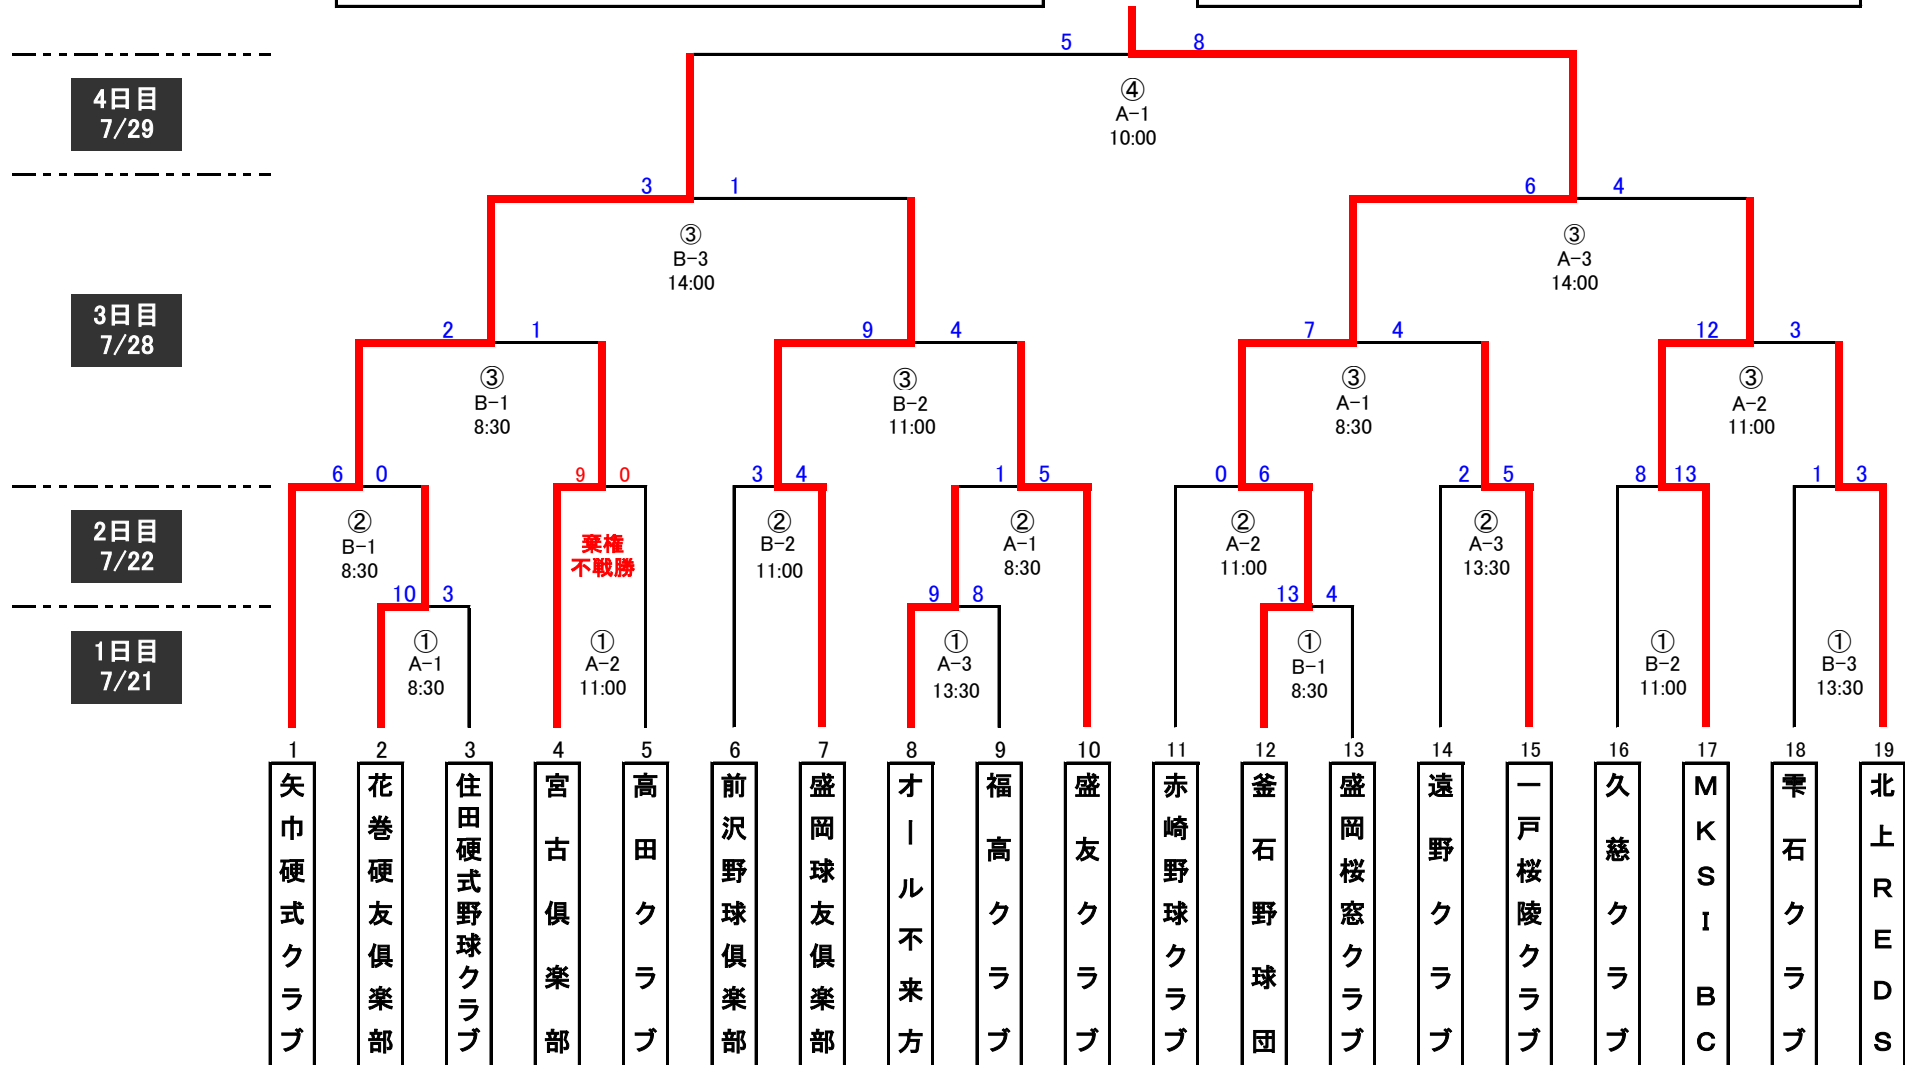 5 8
4日目
7/29
④
A-1
10:00
3 1 6 4
③
B-3
14:00
③
A-3
14:00
3日目
7/28
2 1 9 4 7 4 12 3
③
B-1
8:30
③
B-2
11:00
③
A-1
8:30
③
A-2
11:00
6 0 9 0 3 4 1 5 0 6 2 5 8 13 1 3
2日目
7/22
②
B-1
8:30
棄権
不戦勝
②
B-2
11:00
②
A-1
8:30
②
A-2
11:00
②
A-3
13:30
10 3 9 8 13 4
1日目
7/21
①
A-1
8:30
①
A-2
11:00
①
A-3
13:30
①
B-1
8:30
①
B-2
11:00
①
B-3
13:30
1 2 3 4 5 6 7 8 9 10 11 12 13 14 15 16 17 18 19
矢巾硬式クラブ
花巻硬友倶楽部
住田硬式野球クラブ
宮古倶楽部
高田クラブ
前沢野球倶楽部
盛岡球友倶楽部
オール不来方
福高クラブ
盛友クラブ
赤崎野球クラブ
釜石野球団
盛岡桜窓クラブ
遠野クラブ
一戸桜陵クラブ
久慈クラブ
MKSI BC
雫石クラブ
北上REDS